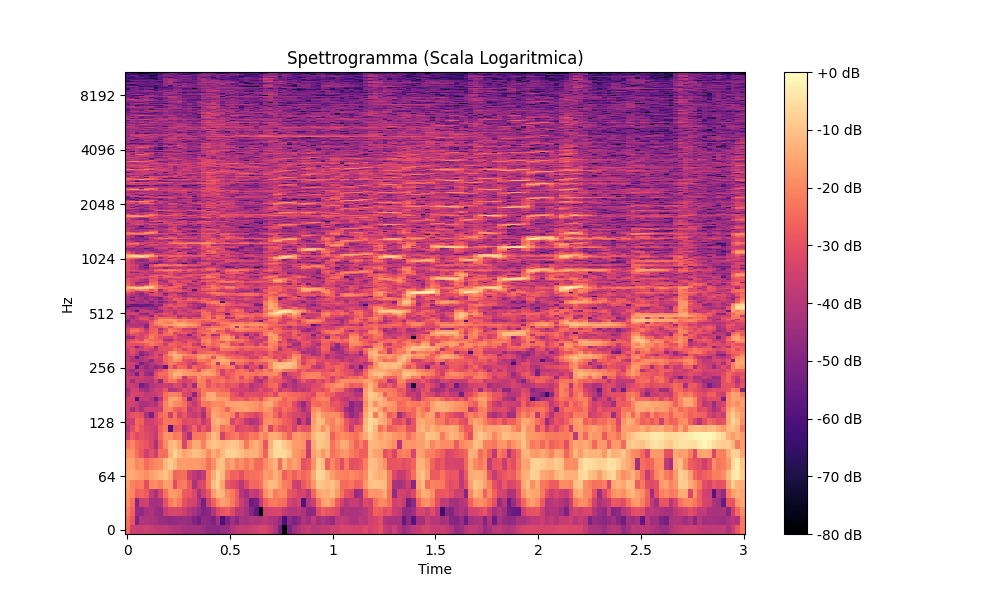 Spettrogramma (Scala Logaritmica)
Hz
8192
4096
2048
1024
512
256
128
64
0
0
0.5
1
1.5
2
2.5
3
Time
+0 dB
-10 dB
-20 dB
-30 dB
-40 dB
-50 dB
-60 dB
-70 dB
-80 dB